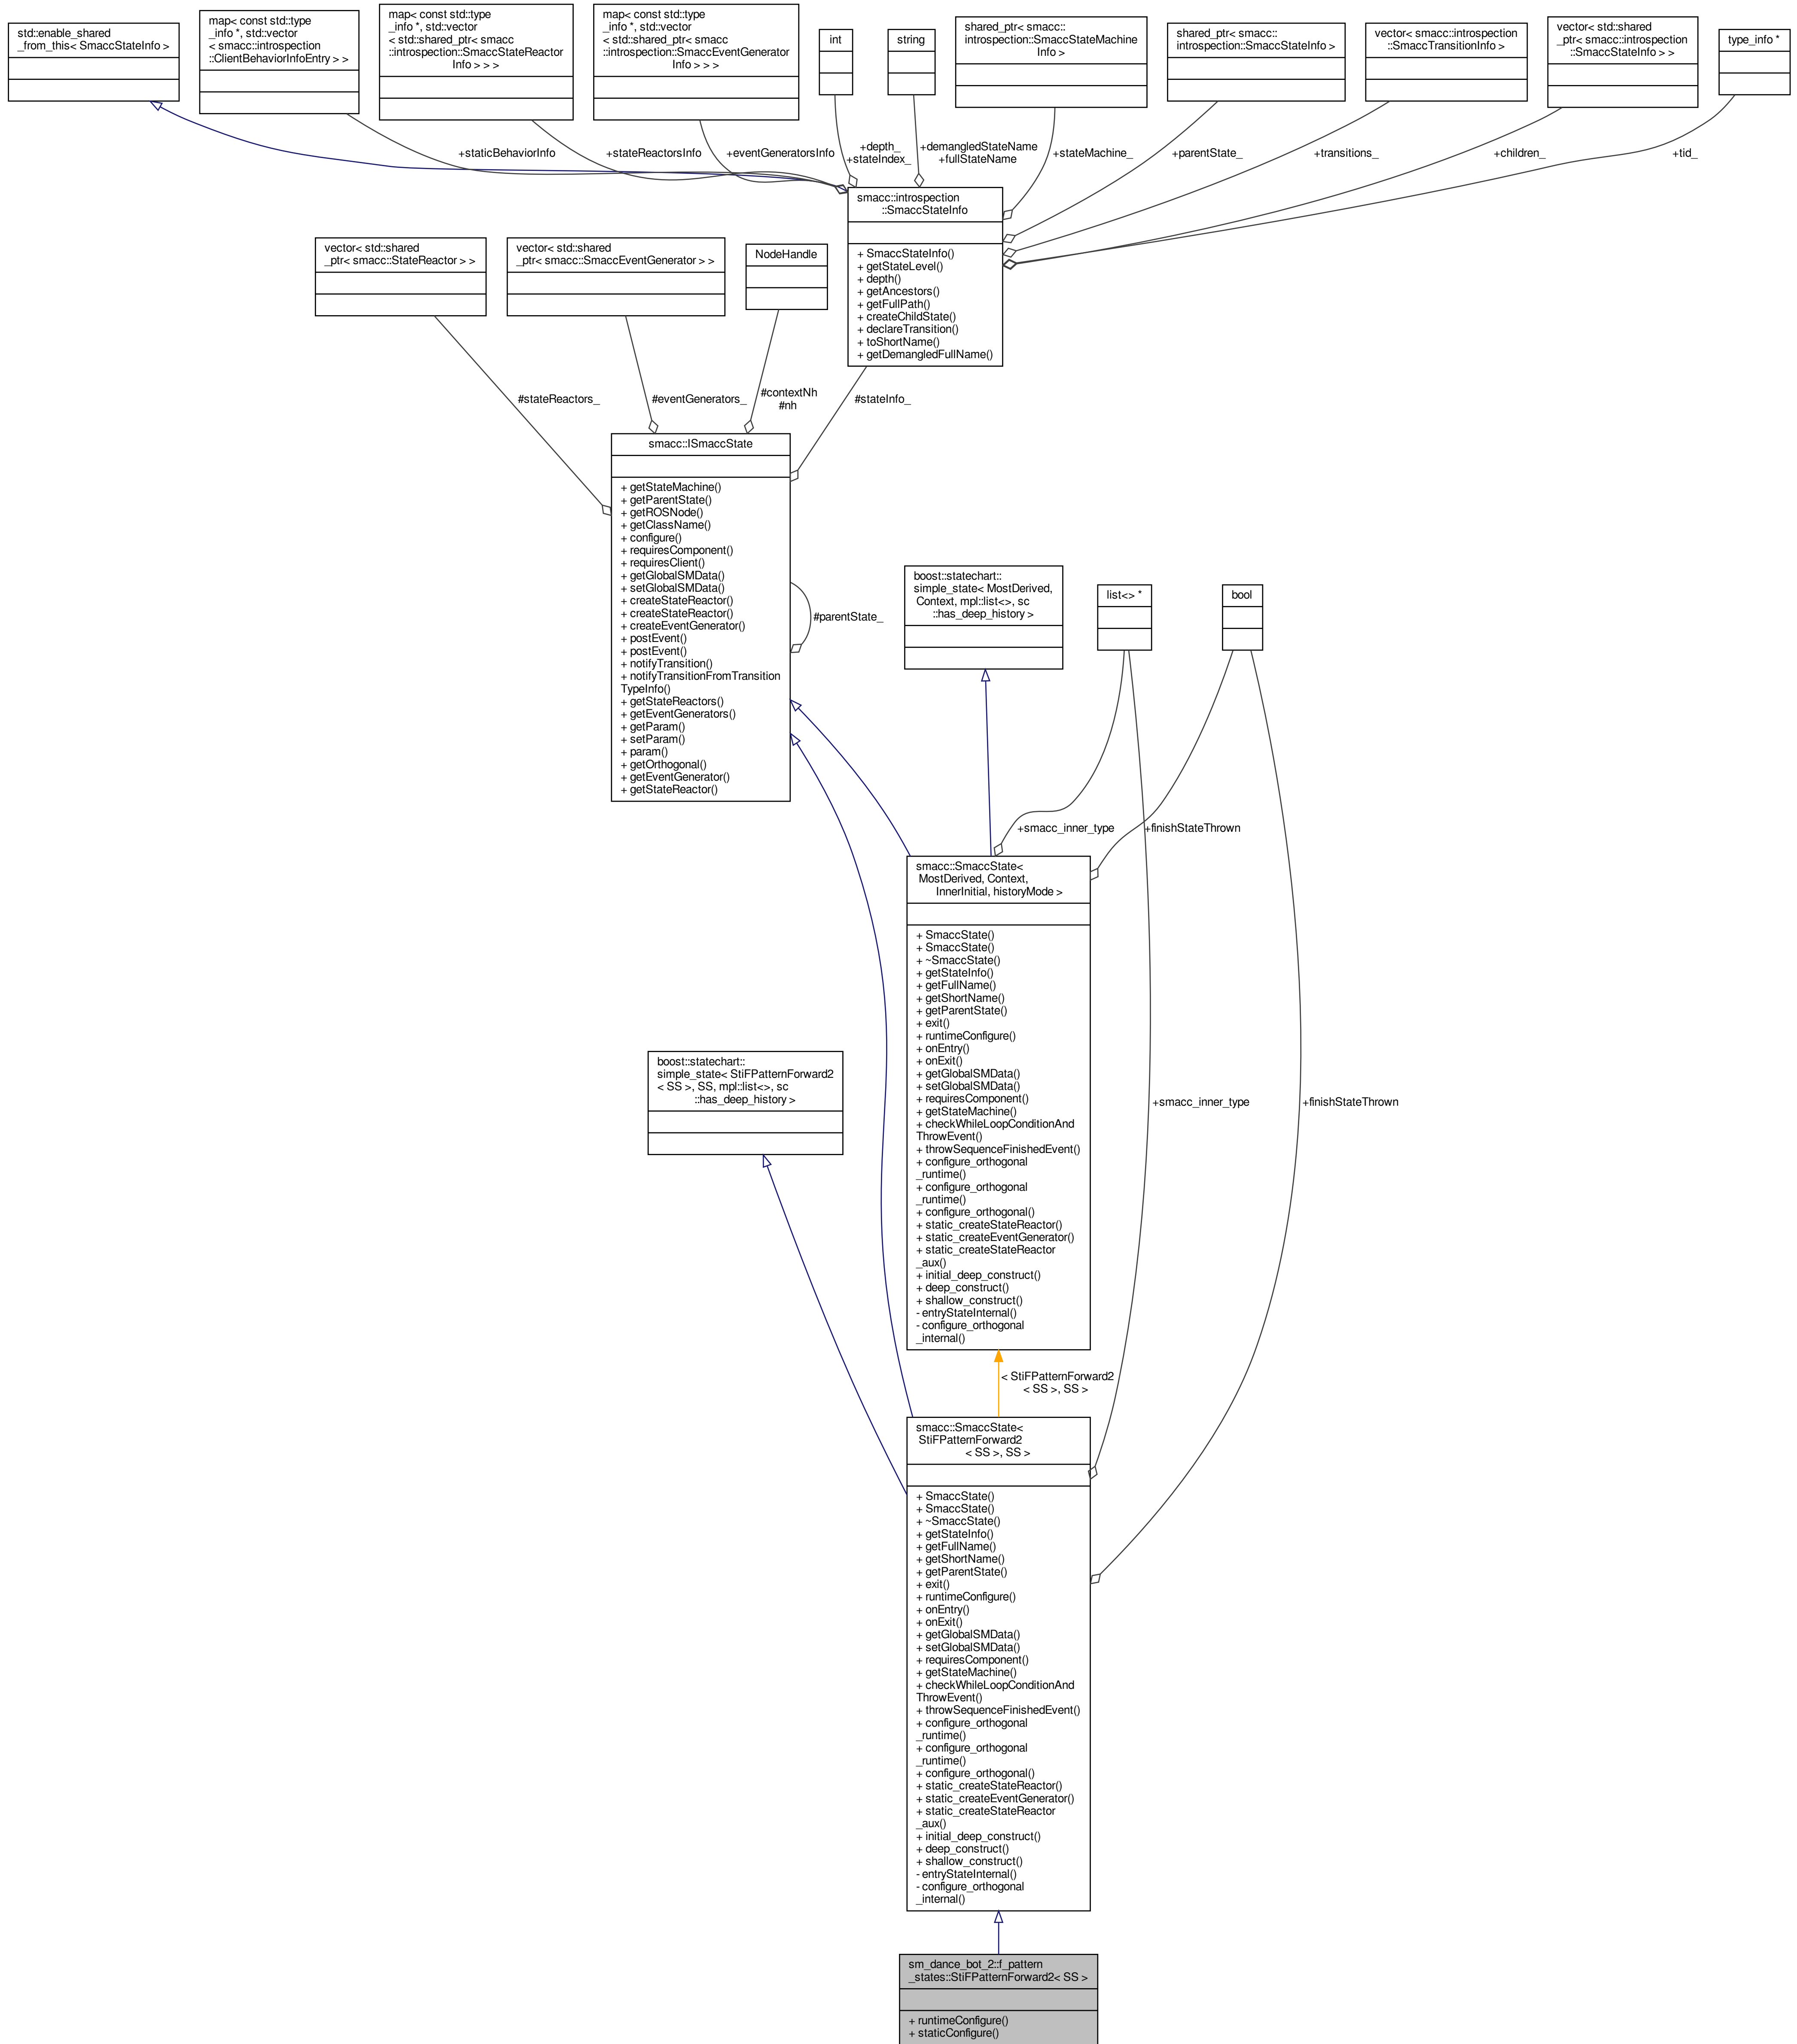 std::enable_shared
_from_this< SmaccStateInfo >
map< const std::type
_info *, std::vector
< smacc::introspection
::ClientBehaviorInfoEntry > >
map< const std::type
_info *, std::vector
< std::shared_ptr< smacc
::introspection::SmaccStateReactor
Info > > >
map< const std::type
_info *, std::vector
< std::shared_ptr< smacc
::introspection::SmaccEventGenerator
Info > > >
int
string
shared_ptr< smacc::
introspection::SmaccStateMachine
Info >
shared_ptr< smacc::
introspection::SmaccStateInfo >
vector< smacc::introspection
::SmaccTransitionInfo >
vector< std::shared
_ptr< smacc::introspection
::SmaccStateInfo > >
type_info *
+staticBehaviorInfo
+stateReactorsInfo
+eventGeneratorsInfo
+depth_
+stateIndex_
+demangledStateName
+fullStateName
+stateMachine_
+parentState_
+transitions_
+children_
+tid_
smacc::introspection
::SmaccStateInfo
+ SmaccStateInfo()
+ getStateLevel()
+ depth()
+ getAncestors()
+ getFullPath()
+ createChildState()
+ declareTransition()
+ toShortName()
+ getDemangledFullName()
vector< std::shared
_ptr< smacc::StateReactor > >
vector< std::shared
_ptr< smacc::SmaccEventGenerator > >
NodeHandle
#stateReactors_
#eventGenerators_
#contextNh
#nh
#stateInfo_
smacc::ISmaccState
+ getStateMachine()
+ getParentState()
+ getROSNode()
+ getClassName()
+ configure()
+ requiresComponent()
+ requiresClient()
+ getGlobalSMData()
+ setGlobalSMData()
+ createStateReactor()
+ createStateReactor()
+ createEventGenerator()
+ postEvent()
+ postEvent()
+ notifyTransition()
+ notifyTransitionFromTransition
TypeInfo()
+ getStateReactors()
+ getEventGenerators()
+ getParam()
+ setParam()
+ param()
+ getOrthogonal()
+ getEventGenerator()
+ getStateReactor()
#parentState_
boost::statechart::
simple_state< MostDerived,
Context, mpl::list<>, sc
::has_deep_history >
list<> *
bool
+smacc_inner_type
+finishStateThrown
smacc::SmaccState<
MostDerived, Context,
InnerInitial, historyMode >
+ SmaccState()
+ SmaccState()
+ ~SmaccState()
+ getStateInfo()
+ getFullName()
+ getShortName()
+ getParentState()
+ exit()
+ runtimeConfigure()
+ onEntry()
+ onExit()
+ getGlobalSMData()
+ setGlobalSMData()
+ requiresComponent()
+ getStateMachine()
+ checkWhileLoopConditionAnd
ThrowEvent()
+ throwSequenceFinishedEvent()
+ configure_orthogonal
_runtime()
+ configure_orthogonal
_runtime()
+ configure_orthogonal()
+ static_createStateReactor()
+ static_createEventGenerator()
+ static_createStateReactor
_aux()
+ initial_deep_construct()
+ deep_construct()
+ shallow_construct()
- entryStateInternal()
- configure_orthogonal
_internal()
boost::statechart::
simple_state< StiFPatternForward2
< SS >, SS, mpl::list<>, sc
::has_deep_history >
+smacc_inner_type
+finishStateThrown
< StiFPatternForward2
< SS >, SS >
smacc::SmaccState<
StiFPatternForward2
< SS >, SS >
+ SmaccState()
+ SmaccState()
+ ~SmaccState()
+ getStateInfo()
+ getFullName()
+ getShortName()
+ getParentState()
+ exit()
+ runtimeConfigure()
+ onEntry()
+ onExit()
+ getGlobalSMData()
+ setGlobalSMData()
+ requiresComponent()
+ getStateMachine()
+ checkWhileLoopConditionAnd
ThrowEvent()
+ throwSequenceFinishedEvent()
+ configure_orthogonal
_runtime()
+ configure_orthogonal
_runtime()
+ configure_orthogonal()
+ static_createStateReactor()
+ static_createEventGenerator()
+ static_createStateReactor
_aux()
+ initial_deep_construct()
+ deep_construct()
+ shallow_construct()
- entryStateInternal()
- configure_orthogonal
_internal()
sm_dance_bot_2::f_pattern
_states::StiFPatternForward2< SS >
+ runtimeConfigure()
+ staticConfigure()